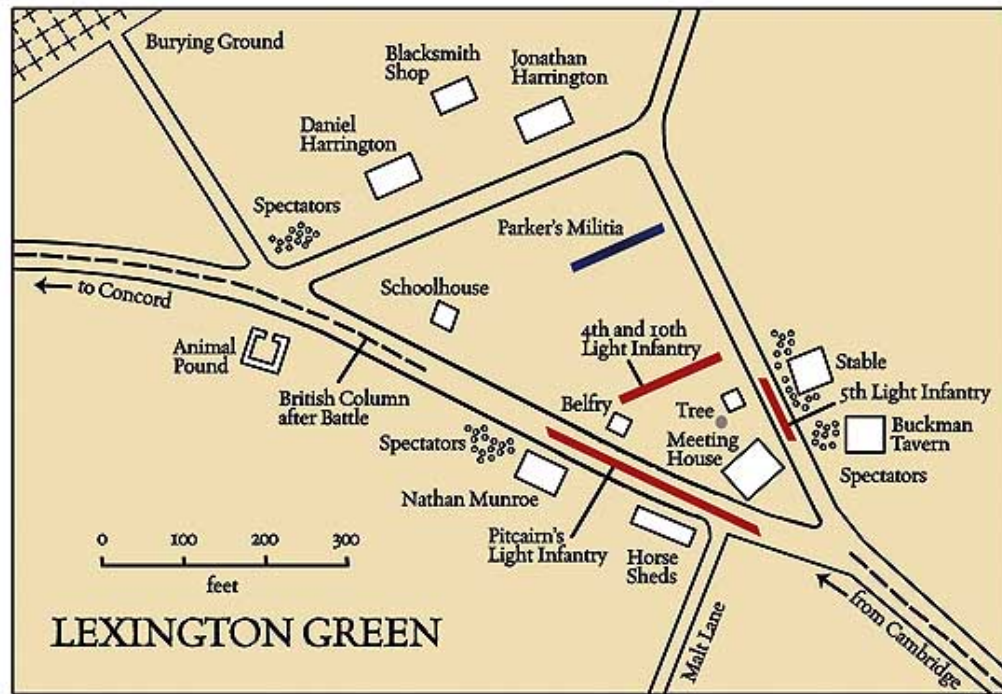 Burying Ground
Blacksmith
Shop
Jonathan
Harrington
Daniel
Harrington
Spectators
Parker's Militia
to Concord
Schoolhouse
Animal
Pound
British Column
after Battle
4th and 10th
Light Infantry
Stable
5th Light Infantry
Belfry
Tree
Buckman
Tavern
Meeting
House
Spectators
Spectators
Nathan Munroe
Pitcairn's
Light Infantry
Horse
Sheds
0 100 200 300
feet
from Cambridge
Malt Lane
LEXINGTON GREEN